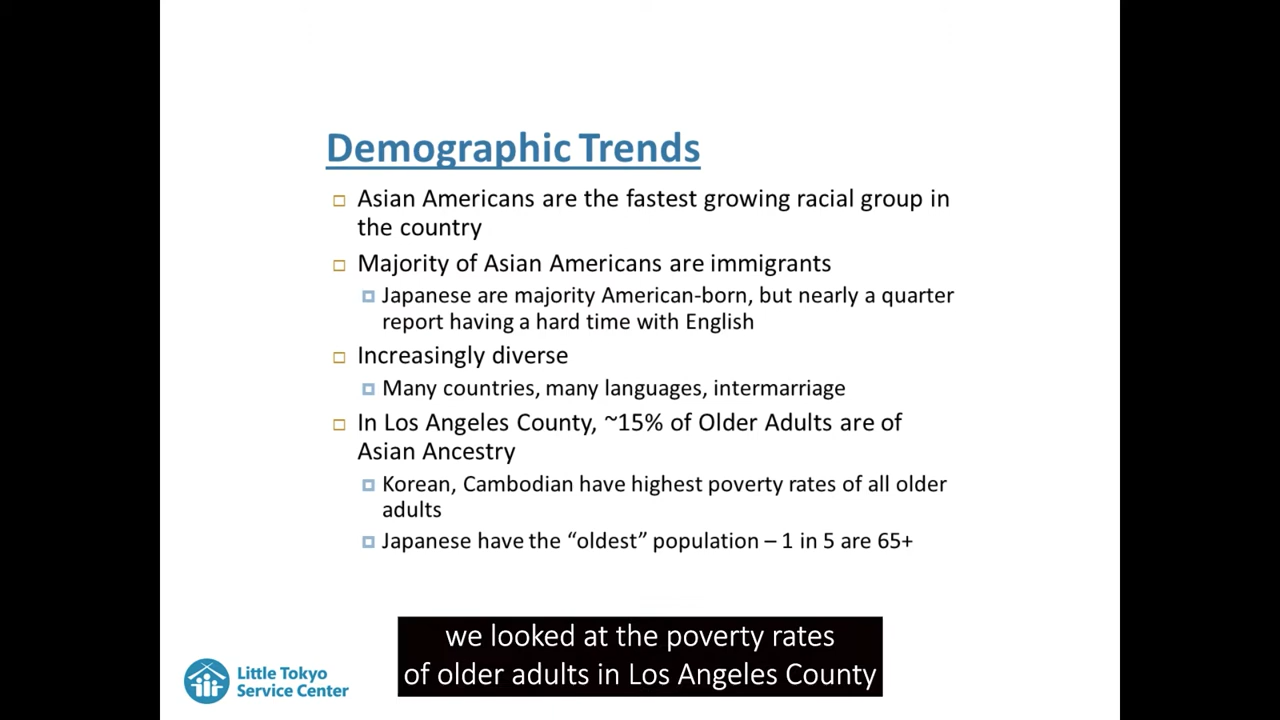 Demographic Trends
Asian Americans are the fastest growing racial group in
the country
Majority of Asian Americans are immigrants
Japanese are majority American-born, but nearly a quarter
report having a hard time with English
Increasingly diverse
Many countries, many languages, intermarriage
In Los Angeles County, ~15% of Older Adults are of
Asian Ancestry
Korean, Cambodian have highest poverty rates of all older
adults
Japanese have the “oldest” population – 1 in 5 are 65+
we looked at the poverty rates
of older adults in Los Angeles County
Little Tokyo
Service Center